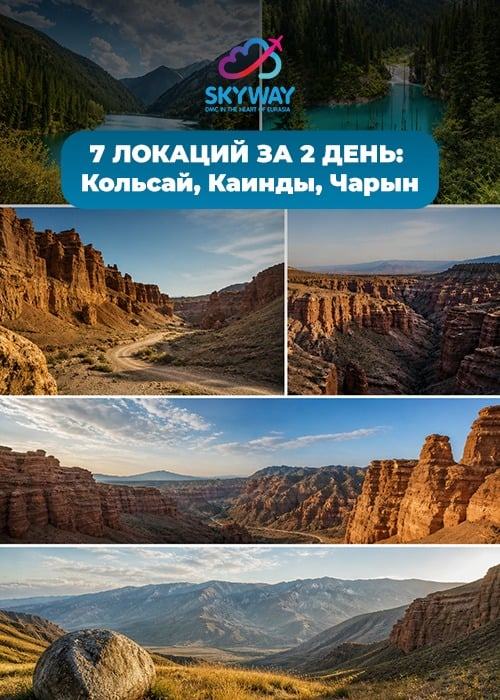 SKYWAY
DMC IN THE HEART OF EURASIA
7 ЛОКАЦИЙ ЗА 2 ДЕНЬ:
Кольсай, Каинды, Чарын